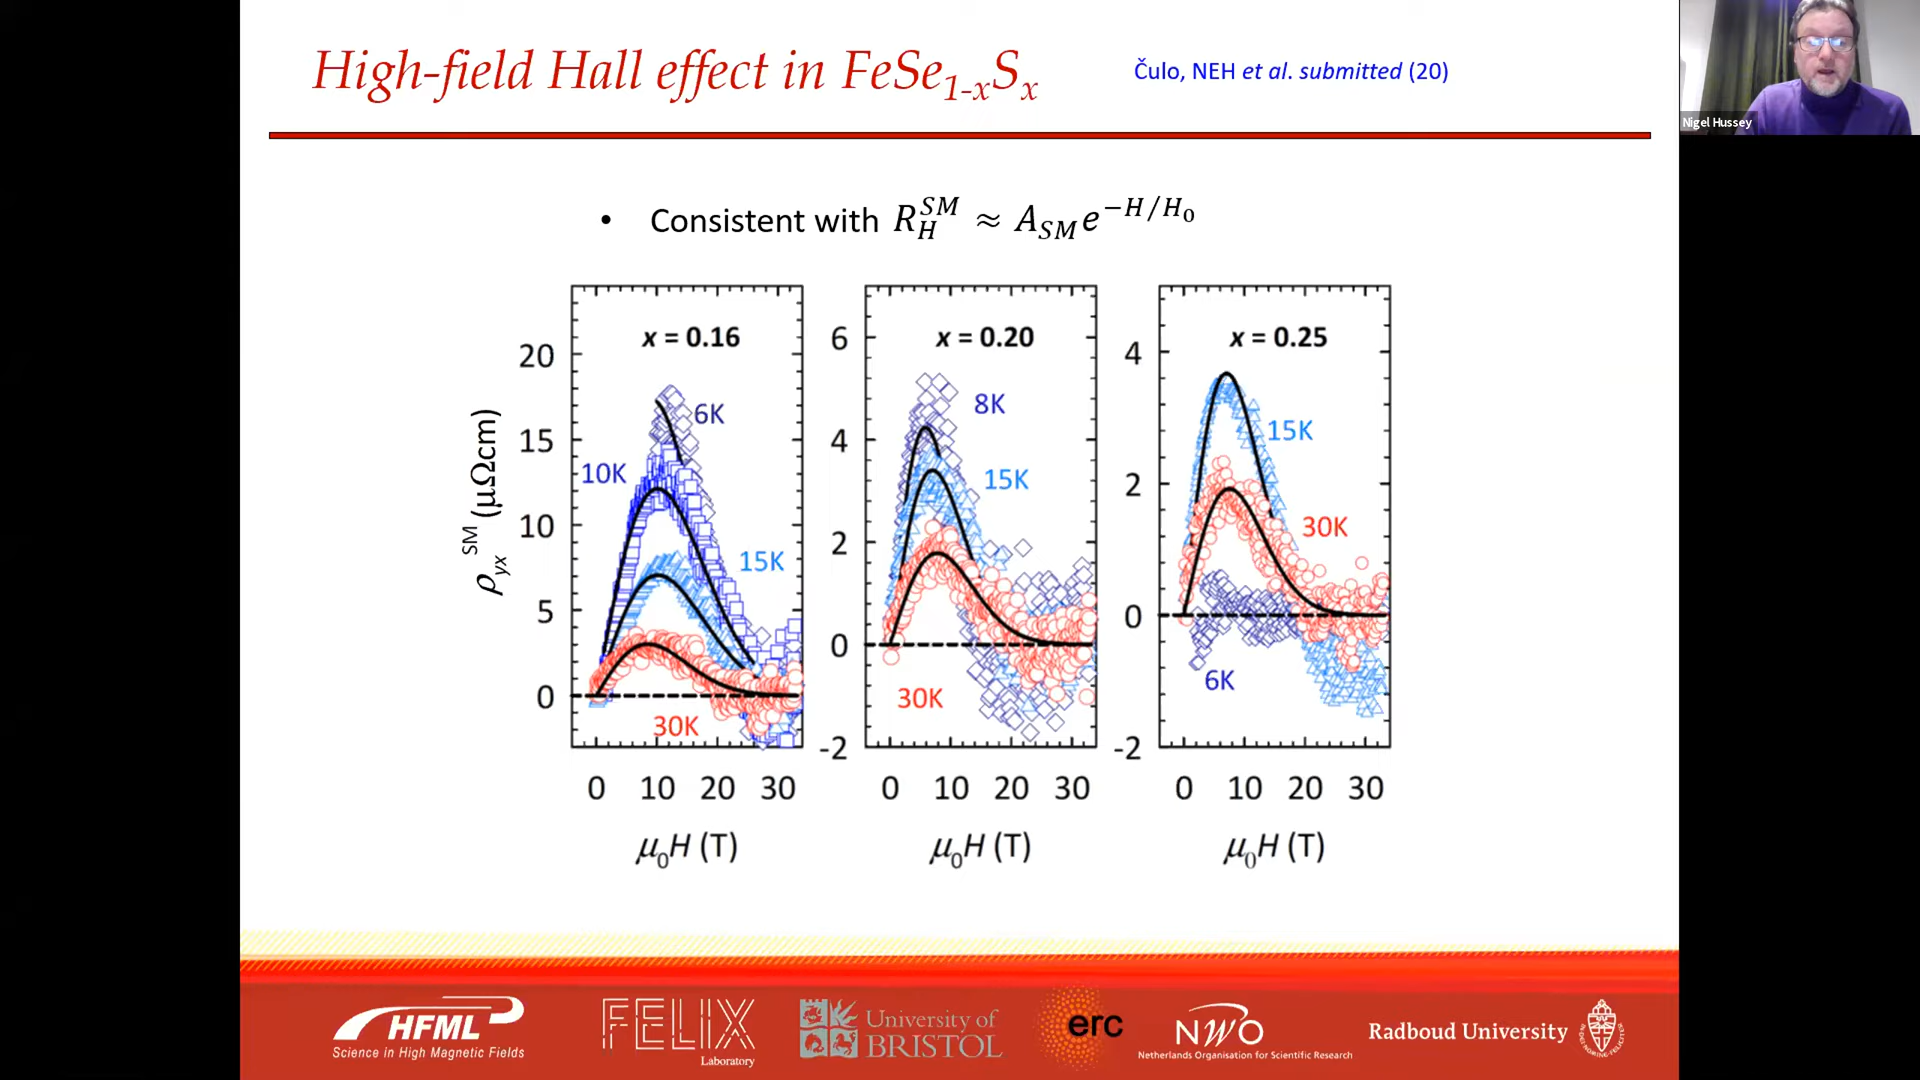 High-field Hall effect in FeSe1-xSx
Čulo, NEH et al. submitted (20)
Nigel Hussey
• Consistent with R_H^SM ≈ A_SM e^−H/H0
x = 0.16
x = 0.20
x = 0.25
ρyx^SM (μΩcm)
20
15
10
5
0
6K
10K
15K
30K
6
4
2
0
-2
8K
15K
30K
4
2
0
-2
15K
30K
6K
0 10 20 30
0 10 20 30
0 10 20 30
μ0H (T)
μ0H (T)
μ0H (T)
HFML
Science in High Magnetic Fields
FELIX
Laboratory
University of
BRISTOL
erc
NWO
Netherlands Organisation for Scientific Research
Radboud University